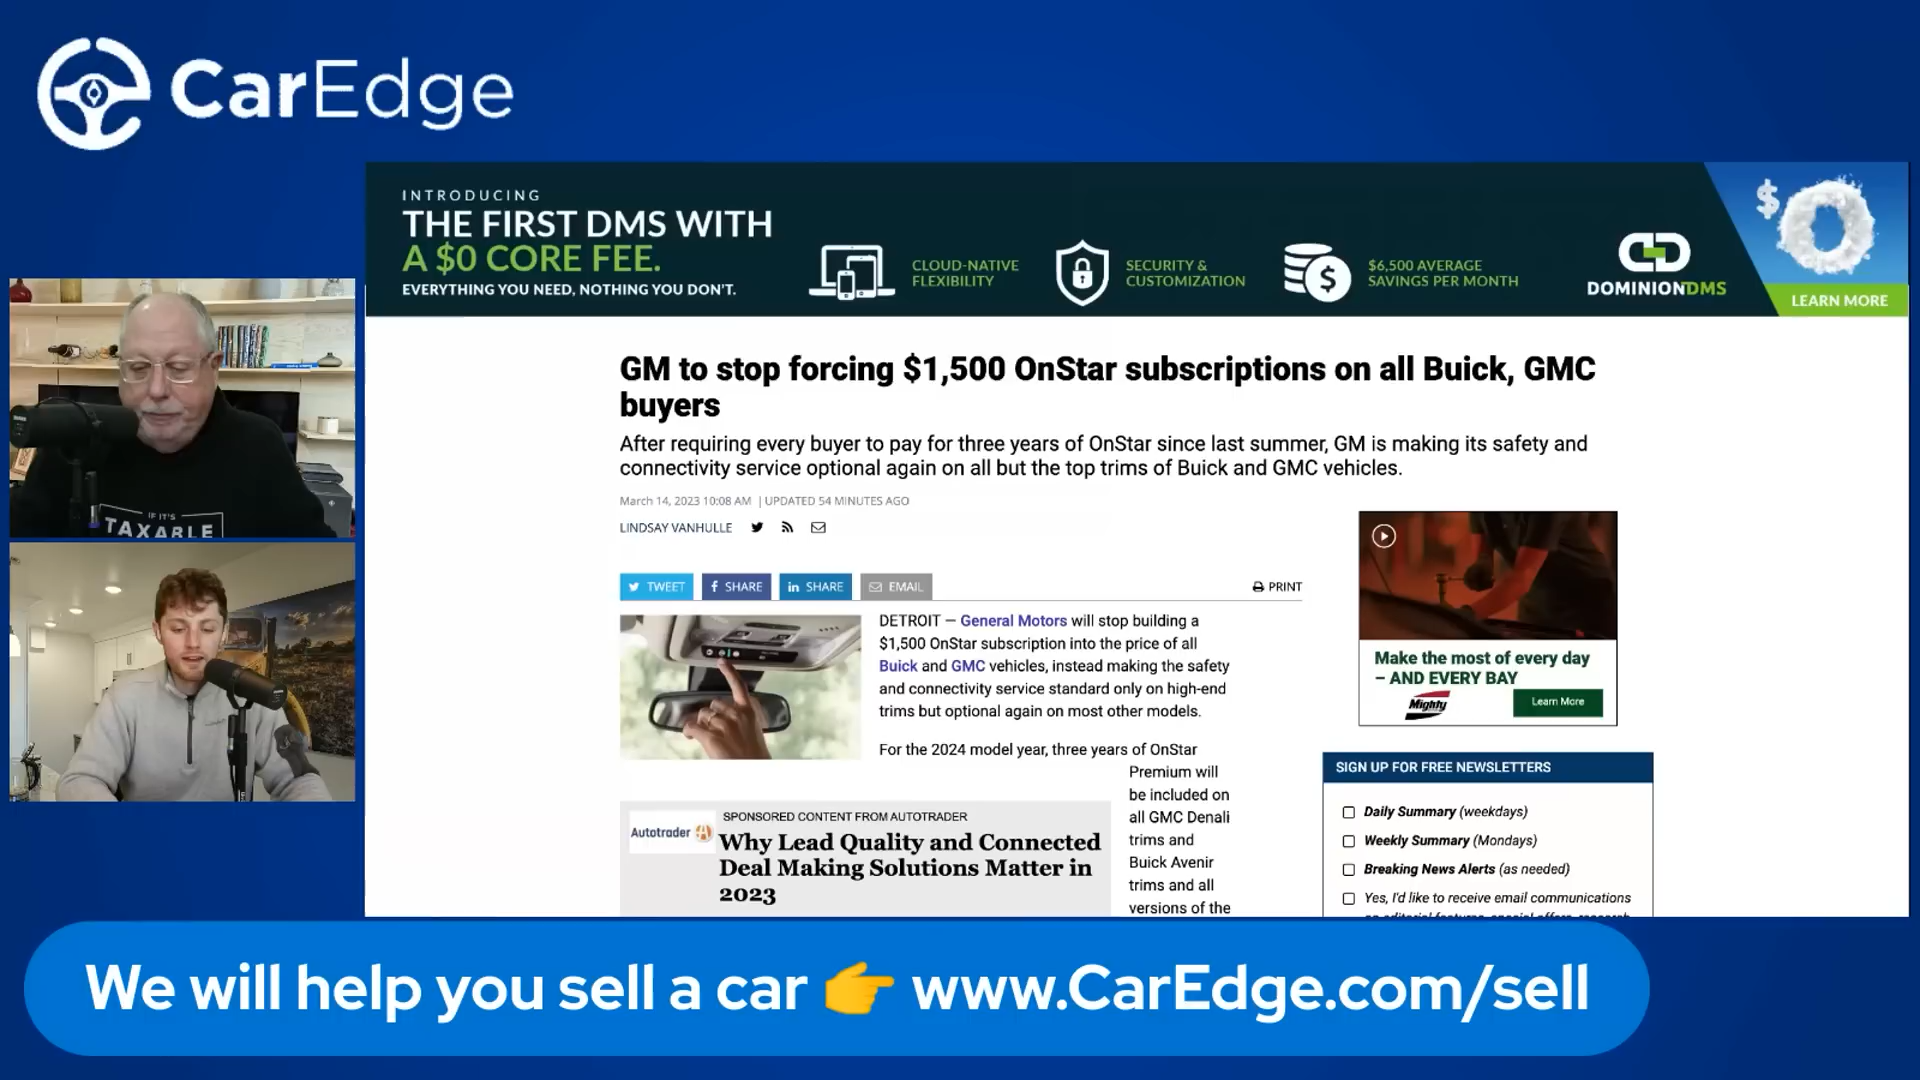 CarEdge
INTRODUCING
THE FIRST DMS WITH
A $0 CORE FEE.
EVERYTHING YOU NEED, NOTHING YOU DON'T.
CLOUD-NATIVE
FLEXIBILITY
SECURITY &
CUSTOMIZATION
$6,500 AVERAGE
SAVINGS PER MONTH
DOMINIONDMS
$0
LEARN MORE
IF IT'S
TAXABLE
GM to stop forcing $1,500 OnStar subscriptions on all Buick, GMC
buyers
After requiring every buyer to pay for three years of OnStar since last summer, GM is making its safety and
connectivity service optional again on all but the top trims of Buick and GMC vehicles.
March 14, 2023 10:08 AM | UPDATED 54 MINUTES AGO
LINDSAY VANHULLE
TWEET
SHARE
SHARE
EMAIL
PRINT
DETROIT — General Motors will stop building a
$1,500 OnStar subscription into the price of all
Buick and GMC vehicles, instead making the safety
and connectivity service standard only on high-end
trims but optional again on most other models.
For the 2024 model year, three years of OnStar
Premium will
be included on
all GMC Denali
trims and
Buick Avenir
trims and all
versions of the
SPONSORED CONTENT FROM AUTOTRADER
Autotrader
Why Lead Quality and Connected
Deal Making Solutions Matter in
2023
Make the most of every day
– AND EVERY BAY
Mighty
Learn More
SIGN UP FOR FREE NEWSLETTERS
Daily Summary (weekdays)
Weekly Summary (Mondays)
Breaking News Alerts (as needed)
Yes, I'd like to receive email communications
We will help you sell a car 👉 www.CarEdge.com/sell